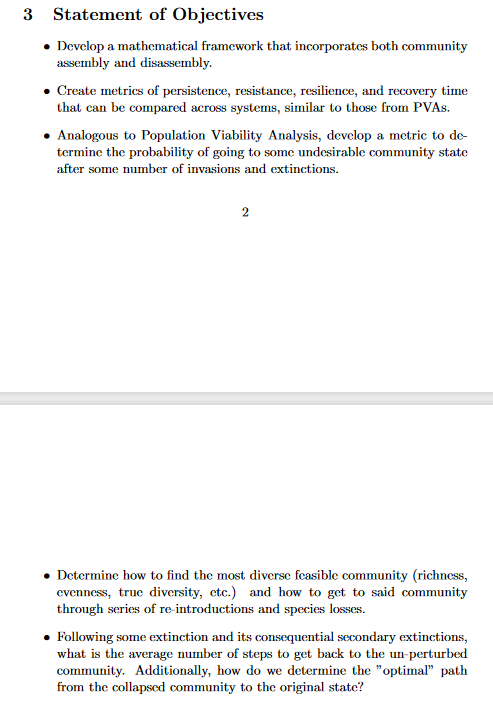 3 Statement of Objectives
• Develop a mathematical framework that incorporates both community
assembly and disassembly.
• Create metrics of persistence, resistance, resilience, and recovery time
that can be compared across systems, similar to those from PVAs.
• Analogous to Population Viability Analysis, develop a metric to de-
termine the probability of going to some undesirable community state
after some number of invasions and extinctions.
2
• Determine how to find the most diverse feasible community (richness,
evenness, true diversity, etc.) and how to get to said community
through series of re-introductions and species losses.
• Following some extinction and its consequential secondary extinctions,
what is the average number of steps to get back to the un-perturbed
community. Additionally, how do we determine the ”optimal” path
from the collapsed community to the original state?